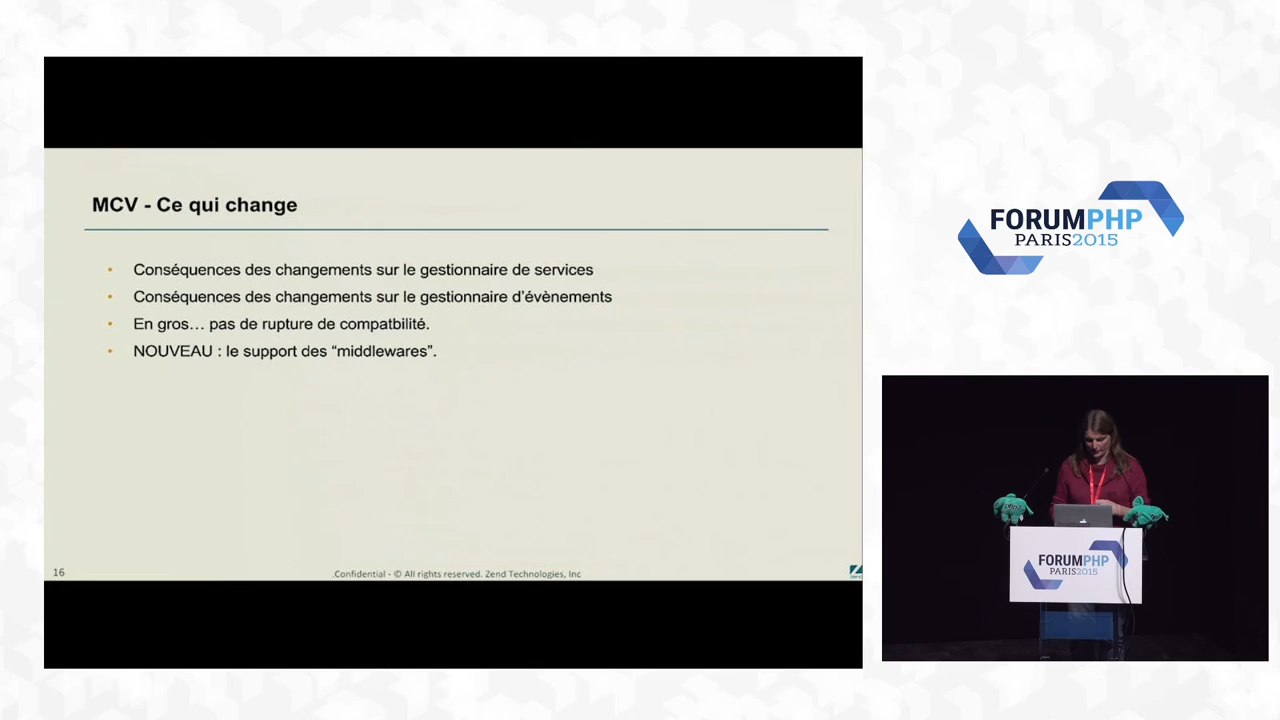 MCV - Ce qui change
• Conséquences des changements sur le gestionnaire de services
• Conséquences des changements sur le gestionnaire d'évènements
• En gros… pas de rupture de compatbilité.
• NOUVEAU : le support des “middlewares”.
16
.Confidential - © All rights reserved. Zend Technologies, Inc
FORUMPHP
PARIS2015
FORUMPHP
PARIS2015